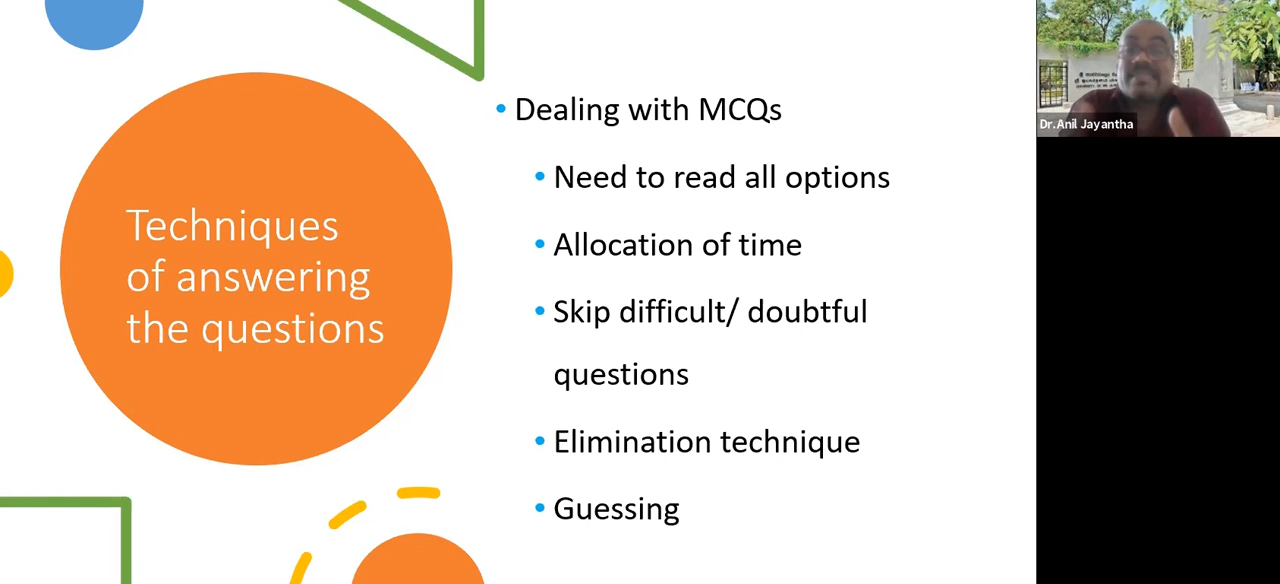 Techniques
of answering
the questions
• Dealing with MCQs
• Need to read all options
• Allocation of time
• Skip difficult/ doubtful
questions
• Elimination technique
• Guessing
Dr.Anil Jayantha